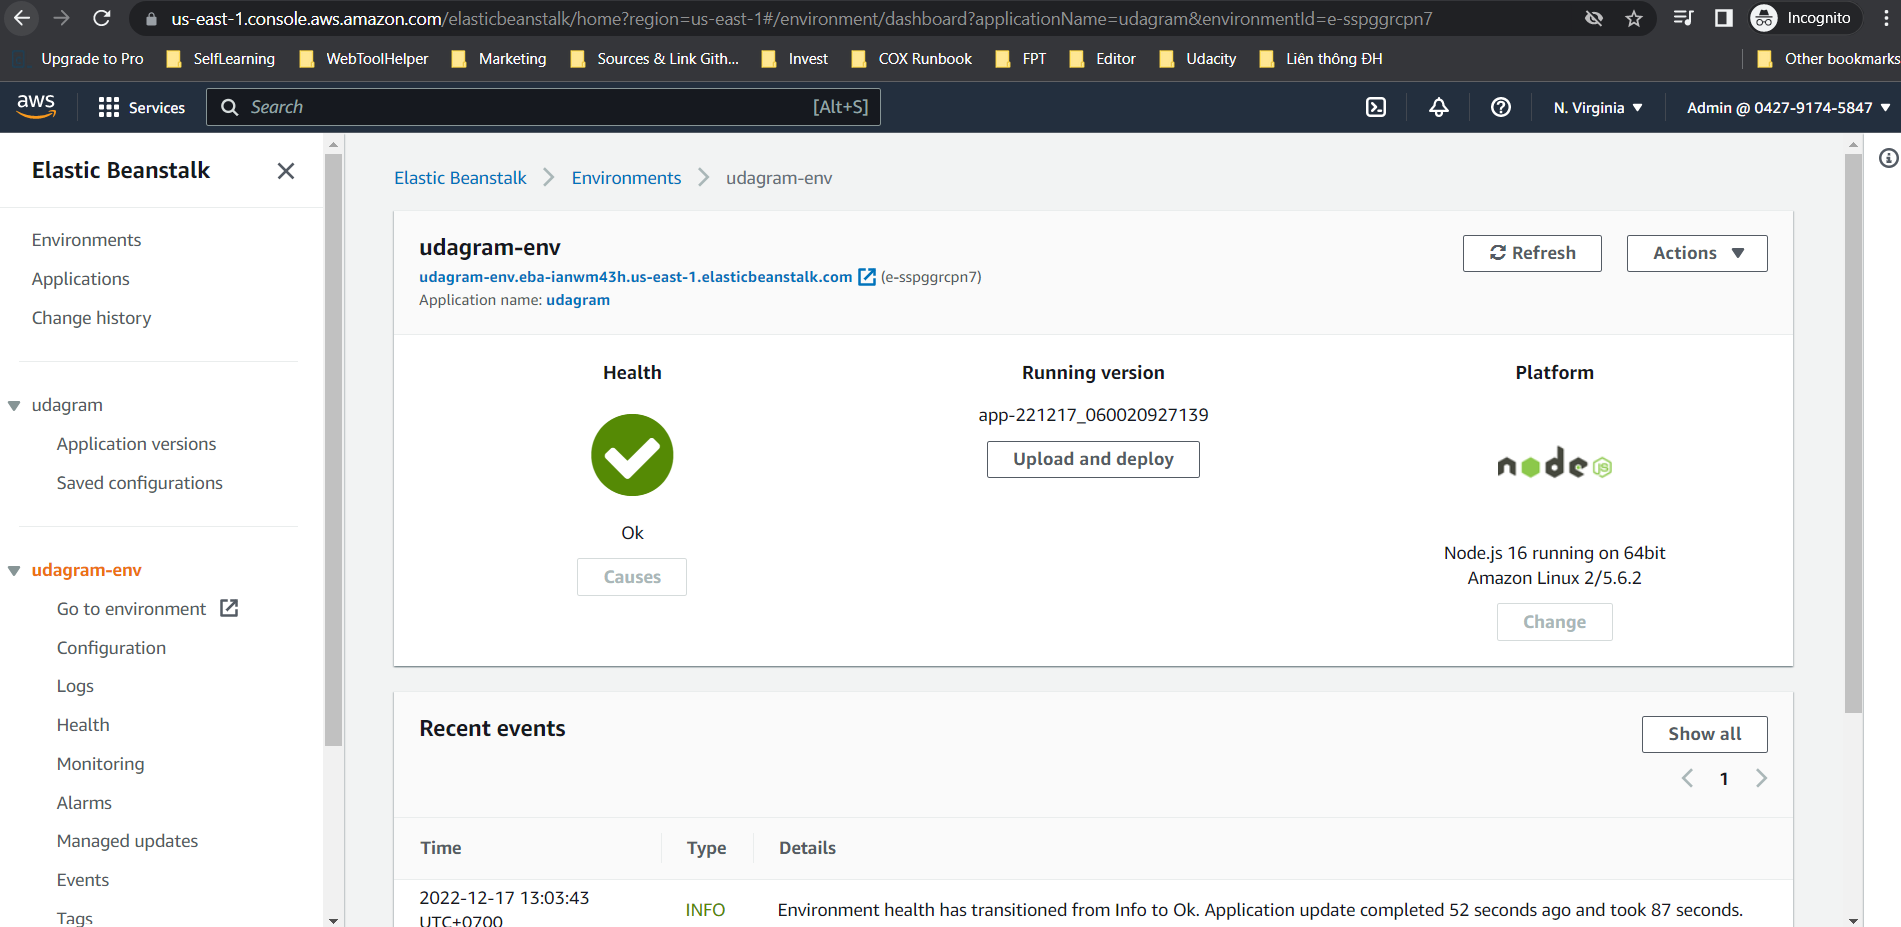 us-east-1.console.aws.amazon.com/elasticbeanstalk/home?region=us-east-1#/environment/dashboard?applicationName=udagram&environmentId=e-sspggrcpn7
Incognito
Upgrade to Pro
SelfLearning
WebToolHelper
Marketing
Sources & Link Gith...
Invest
COX Runbook
FPT
Editor
Udacity
Liên thông ĐH
Other bookmarks
aws
Services
Search
[Alt+S]
N. Virginia
Admin @ 0427-9174-5847
Elastic Beanstalk
Environments
Applications
Change history
udagram
Application versions
Saved configurations
udagram-env
Go to environment
Configuration
Logs
Health
Monitoring
Alarms
Managed updates
Events
Tags
Elastic Beanstalk
Environments
udagram-env
udagram-env
udagram-env.eba-ianwm43h.us-east-1.elasticbeanstalk.com (e-sspggrcpn7)
Application name: udagram
Refresh
Actions
Health
Ok
Causes
Running version
app-221217_060020927139
Upload and deploy
Platform
node JS
Node.js 16 running on 64bit
Amazon Linux 2/5.6.2
Change
Recent events
Show all
1
Time
Type
Details
2022-12-17 13:03:43
UTC+0700
INFO
Environment health has transitioned from Info to Ok. Application update completed 52 seconds ago and took 87 seconds.